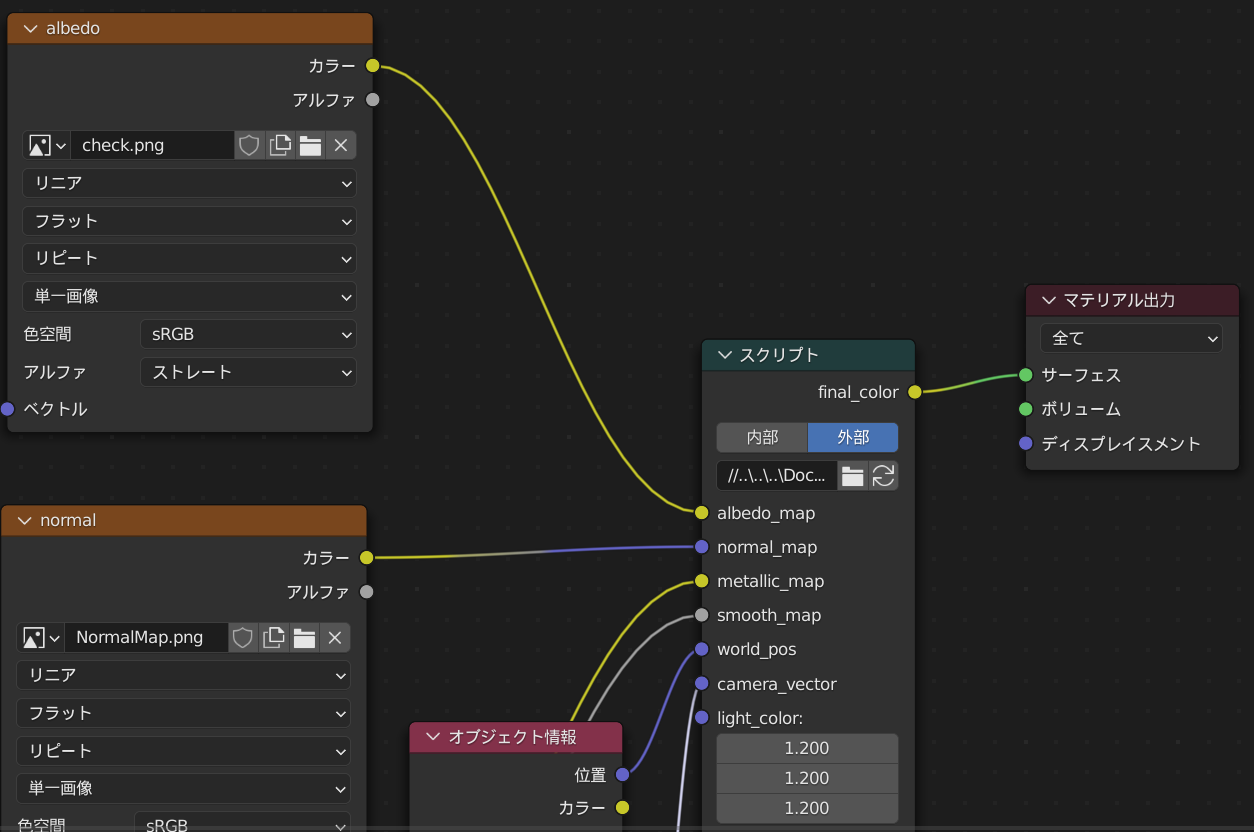 albedo
カラー
アルファ
check.png
リニア
フラット
リピート
単一画像
色空間 sRGB
アルファ ストレート
ベクトル
normal
カラー
アルファ
NormalMap.png
リニア
フラット
リピート
単一画像
色空間 sRGB
オブジェクト情報
位置
カラー
スクリプト
final_color
内部 外部
//..\..\..\Doc...
albedo_map
normal_map
metallic_map
smooth_map
world_pos
camera_vector
light_color:
1.200
1.200
1.200
マテリアル出力
全て
サーフェス
ボリューム
ディスプレイスメント